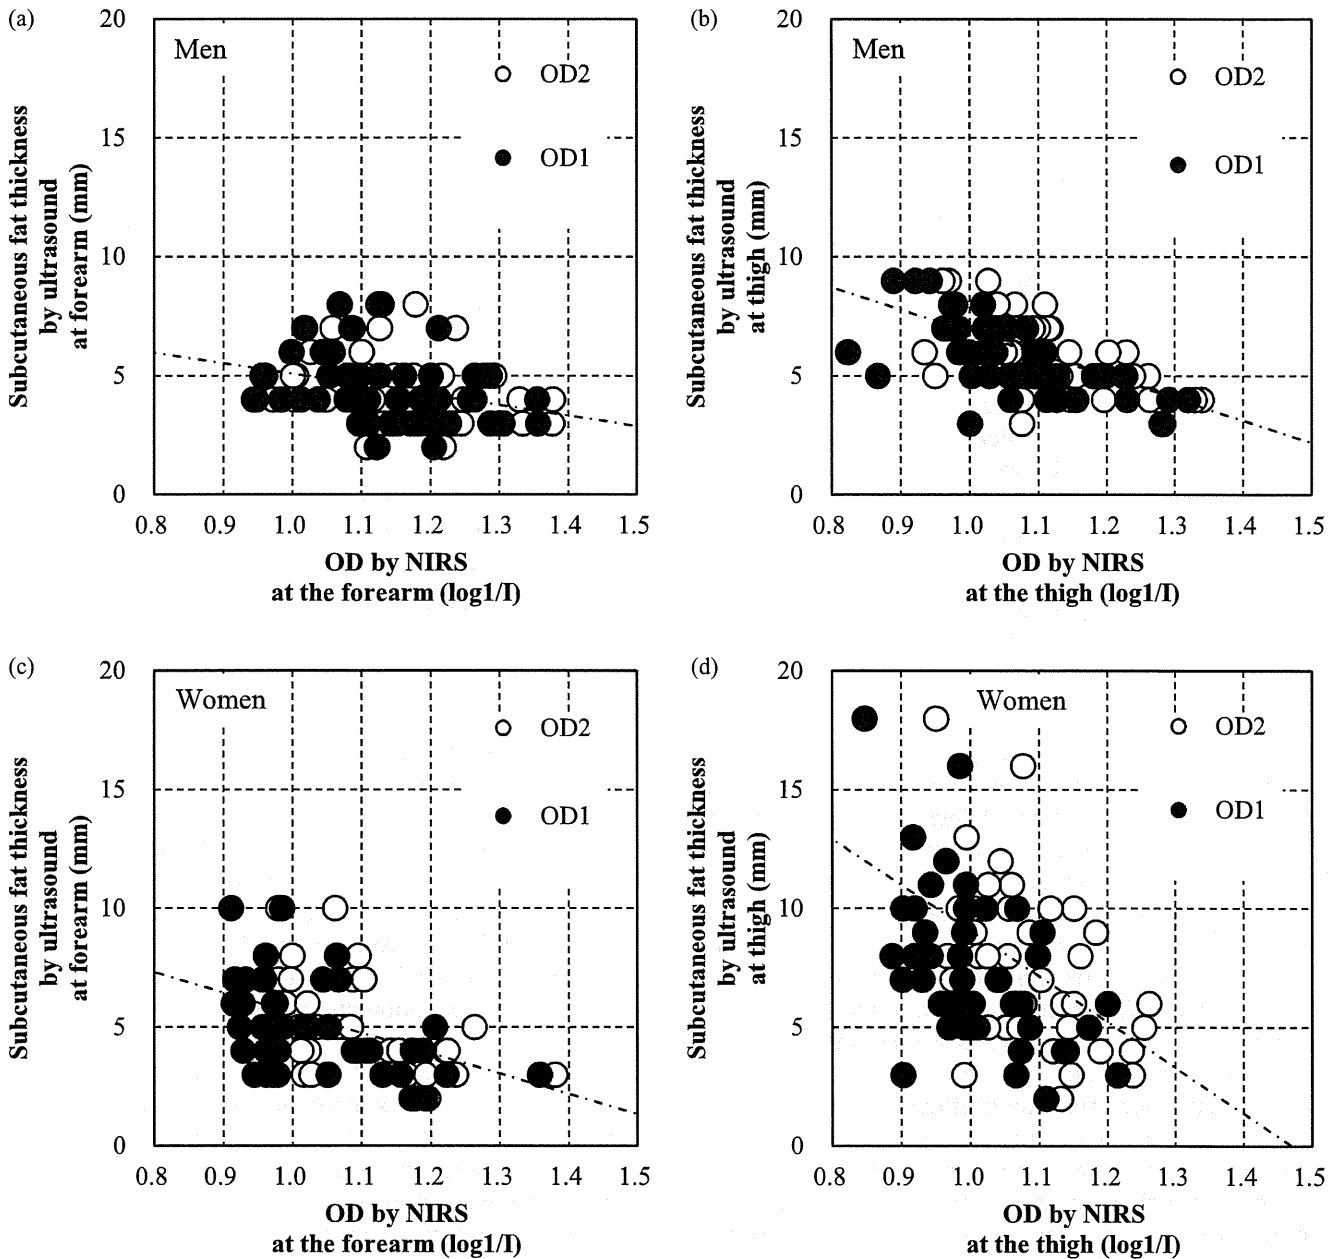 (a)
20
15
10
5
0
Men
OD2
OD1
Subcutaneous fat thickness
by ultrasound
at forearm (mm)
0.8 0.9 1.0 1.1 1.2 1.3 1.4 1.5
OD by NIRS
at the forearm (log1/I)
(b)
20
15
10
5
0
Men
OD2
OD1
Subcutaneous fat thickness
by ultrasound
at thigh (mm)
0.8 0.9 1.0 1.1 1.2 1.3 1.4 1.5
OD by NIRS
at the thigh (log1/I)
(c)
20
15
10
5
0
Women
OD2
OD1
Subcutaneous fat thickness
by ultrasound
at forearm (mm)
0.8 0.9 1.0 1.1 1.2 1.3 1.4 1.5
OD by NIRS
at the forearm (log1/I)
(d)
20
15
10
5
0
Women
OD2
OD1
Subcutaneous fat thickness
by ultrasound
at thigh (mm)
0.8 0.9 1.0 1.1 1.2 1.3 1.4 1.5
OD by NIRS
at the thigh (log1/I)